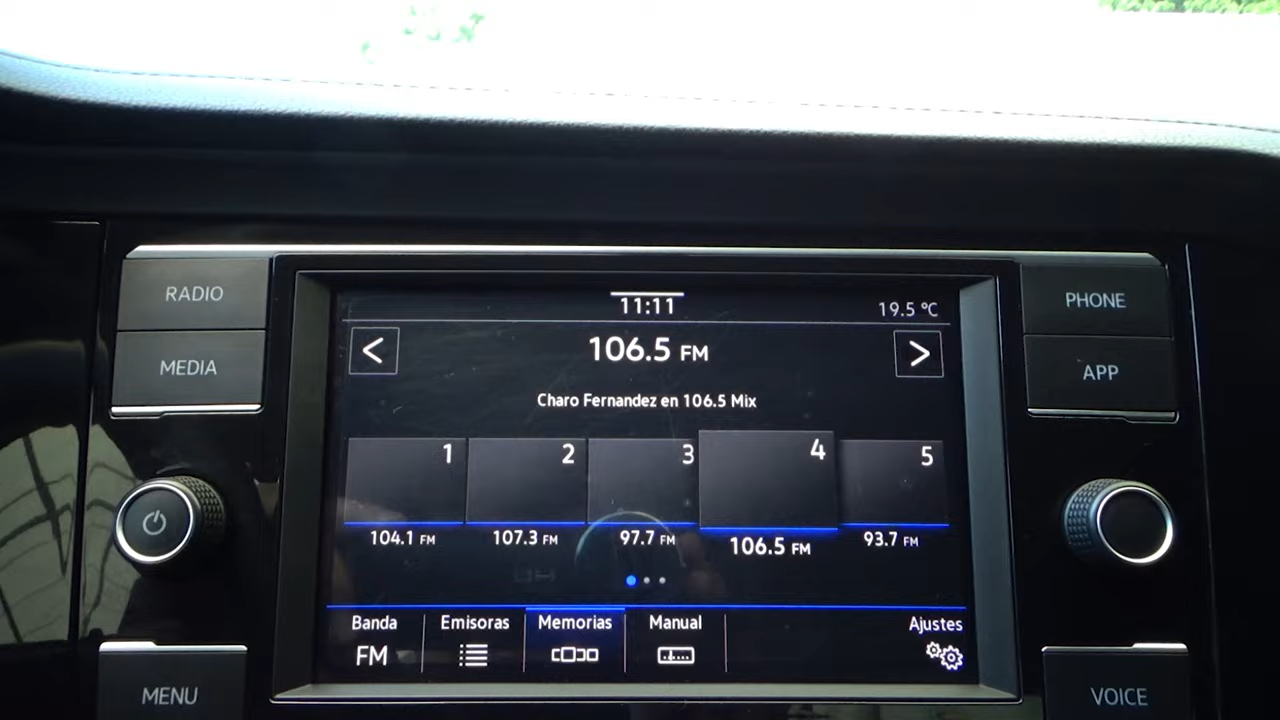 RADIO
MEDIA
MENU
11:11
19.5 °C
<
106.5 FM
>
Charo Fernandez en 106.5 Mix
1
2
3
4
5
104.1 FM
107.3 FM
97.7 FM
106.5 FM
93.7 FM
Banda
Emisoras
Memorias
Manual
Ajustes
FM
PHONE
APP
VOICE